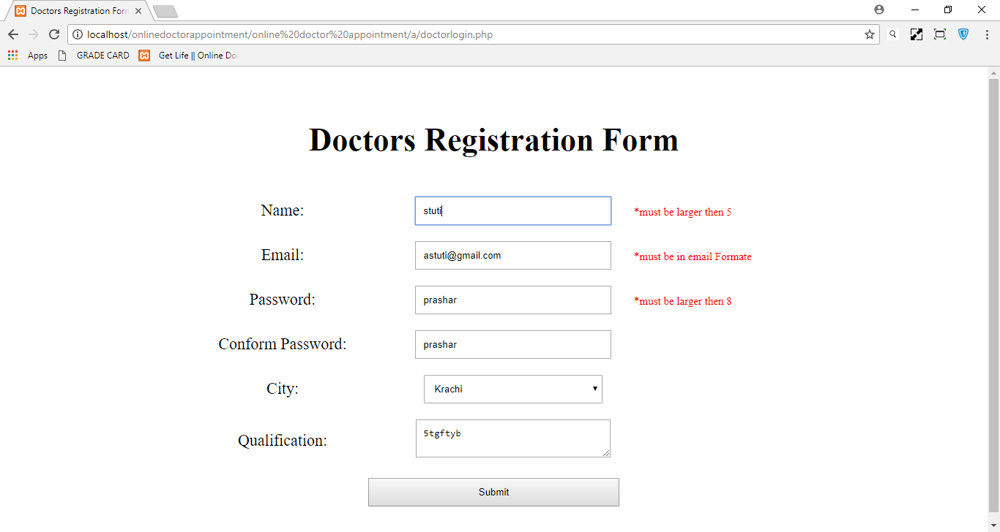 Doctors Registration Form
localhost/onlinedoctorappointment/online%20doctor%20appointment/a/doctorlogin.php
Apps GRADE CARD Get Life || Online Do
Doctors Registration Form
Name: stuti *must be larger then 5
Email: astuti@gmail.com *must be in email Formate
Password: prashar *must be larger then 8
Conform Password: prashar
City: Krachi
Qualification: 5tgftyb
Submit